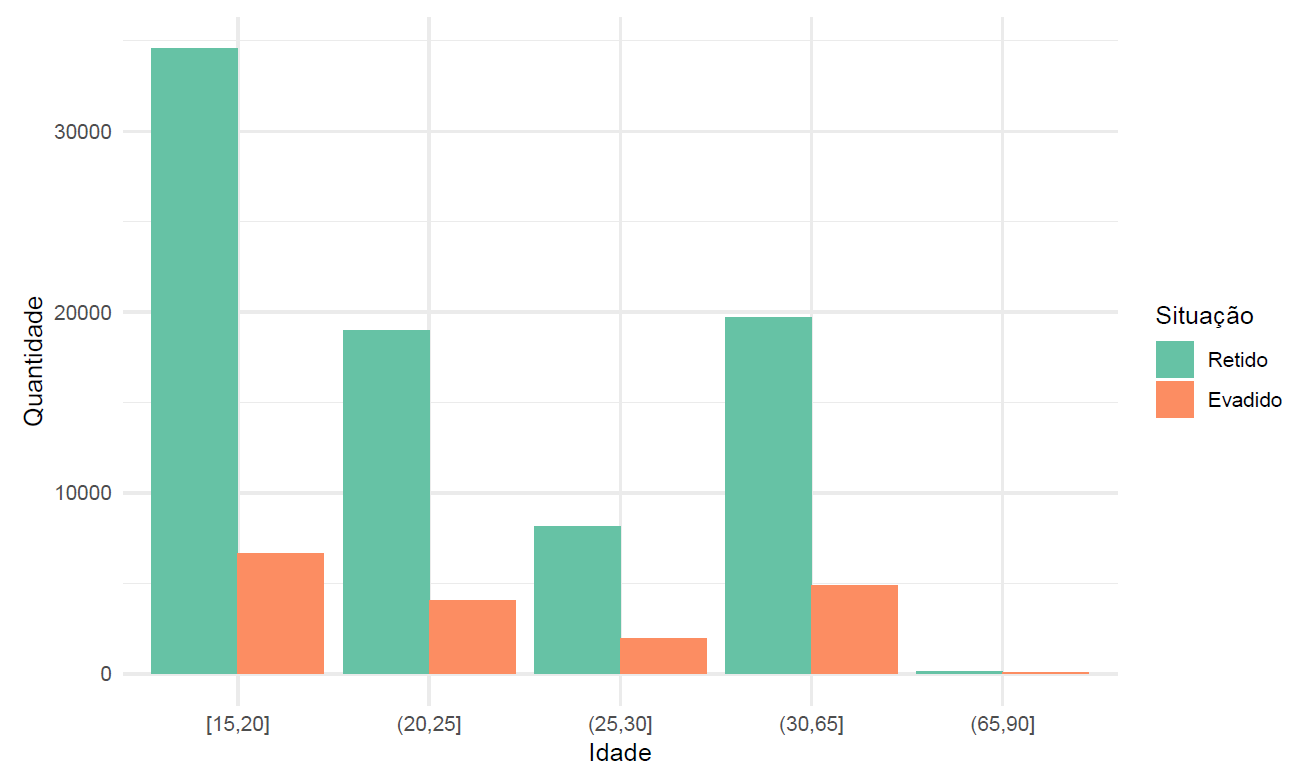 30000
20000
10000
0
Quantidade
[15,20]
(20,25]
(25,30]
(30,65]
(65,90]
Idade
Situação
Retido
Evadido